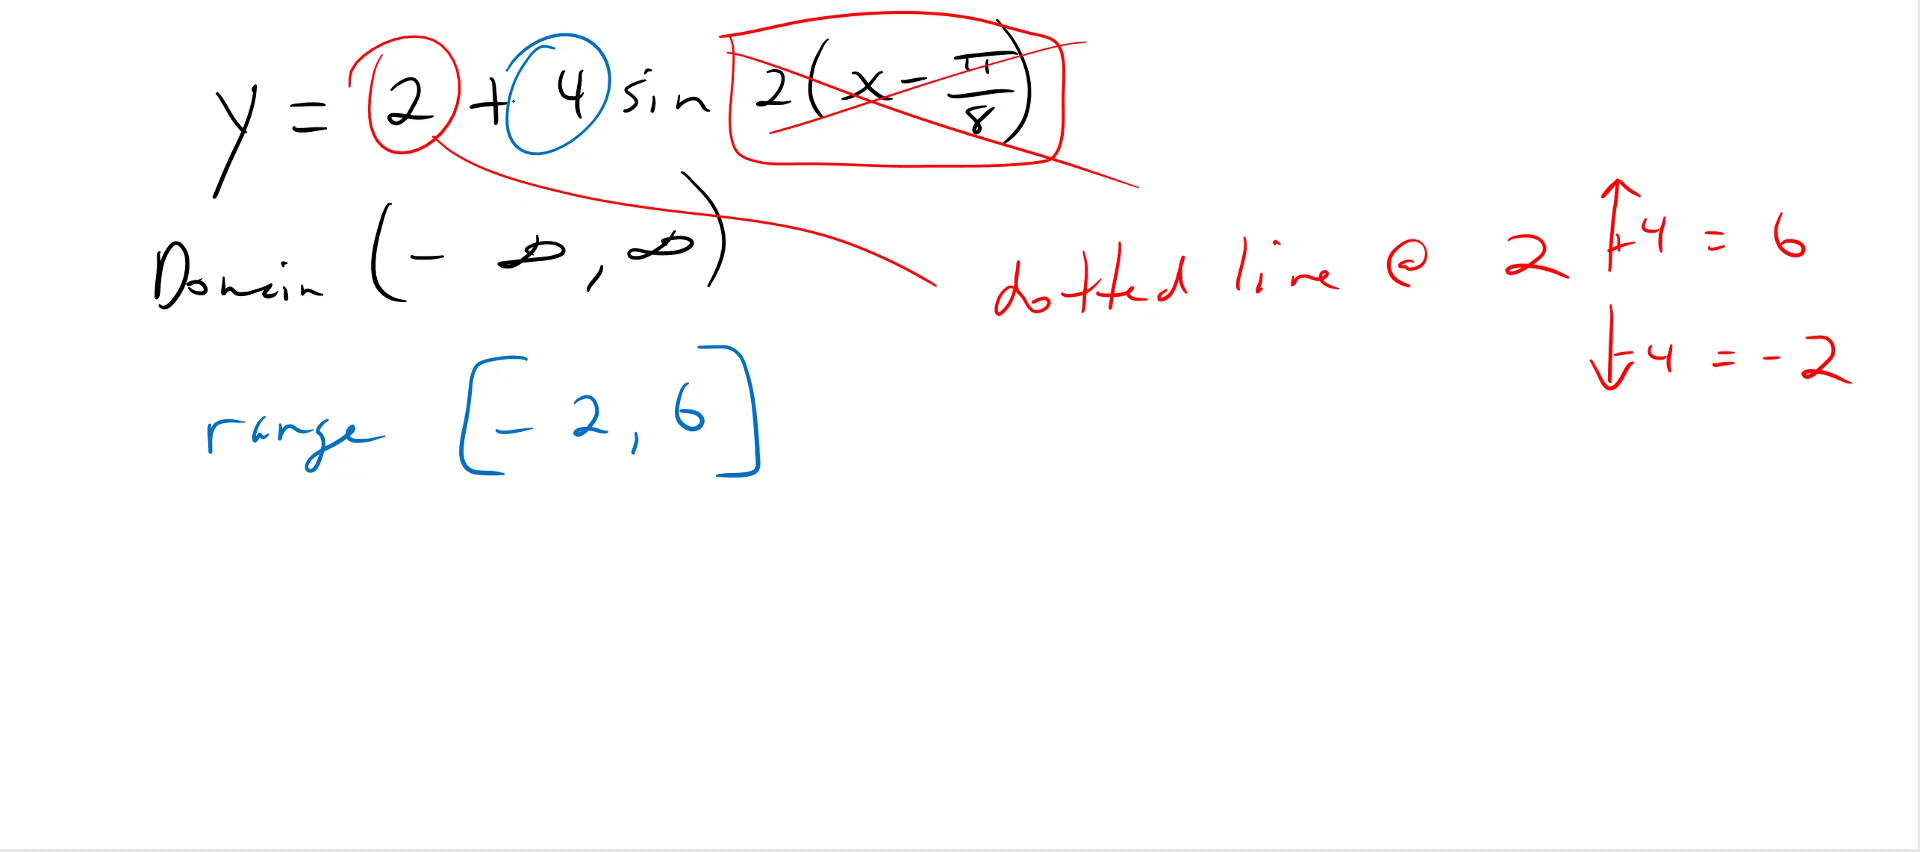 y = 2 + 4 sin 2(x - π/8)
Domain (-∞, ∞)
dotted line @ 2 +4 = 6
-4 = -2
range [-2, 6]